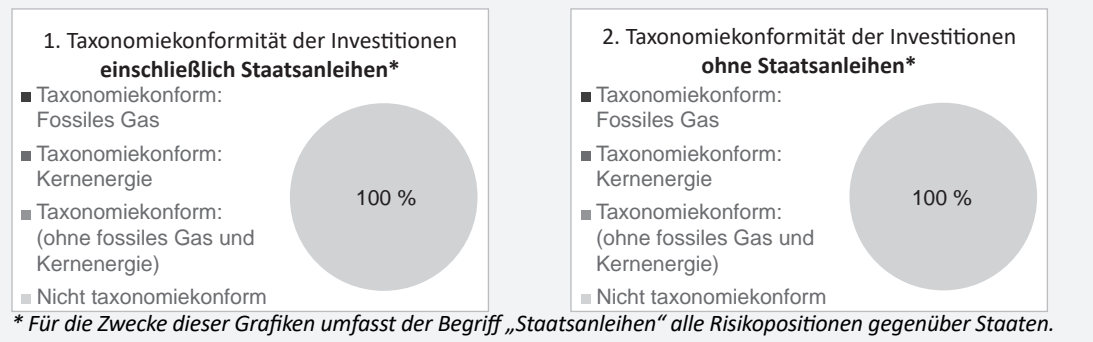 1. Taxonomiekonformität der Investitionen
einschließlich Staatsanleihen*
Taxonomiekonform:
Fossiles Gas
Taxonomiekonform:
Kernenergie
Taxonomiekonform:
(ohne fossiles Gas und
Kernenergie)
Nicht taxonomiekonform
100 %
2. Taxonomiekonformität der Investitionen
ohne Staatsanleihen*
Taxonomiekonform:
Fossiles Gas
Taxonomiekonform:
Kernenergie
Taxonomiekonform:
(ohne fossiles Gas und
Kernenergie)
Nicht taxonomiekonform
100 %
* Für die Zwecke dieser Grafiken umfasst der Begriff „Staatsanleihen“ alle Risikopositionen gegenüber Staaten.